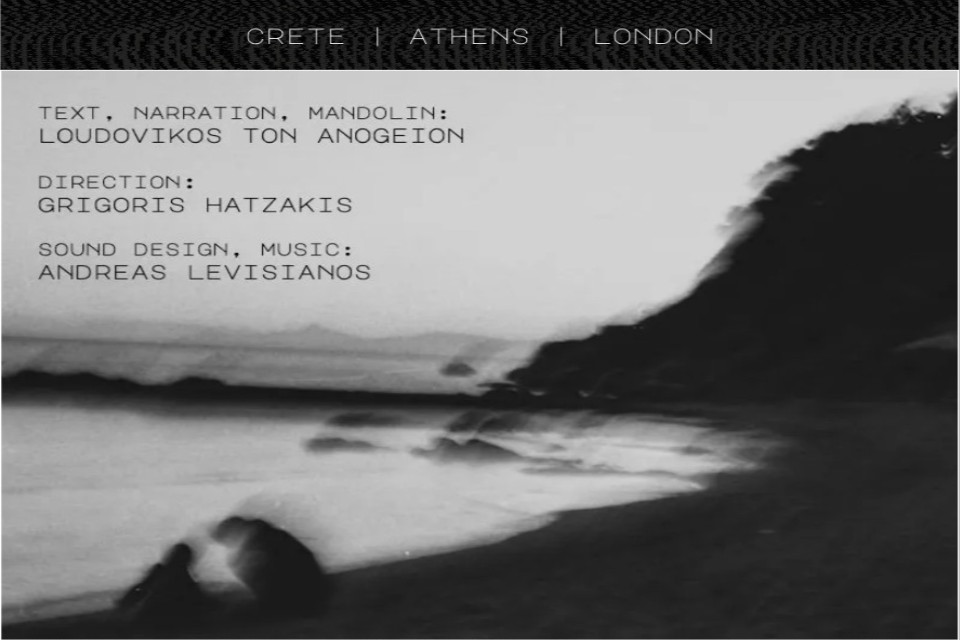 CRETE | ATHENS | LONDON
TEXT, NARRATION, MANDOLIN:
LOUDOVIKOS TON ANOGEION
DIRECTION:
GRIGORIS HATZAKIS
SOUND DESIGN, MUSIC:
ANDREAS LEVISIANOS